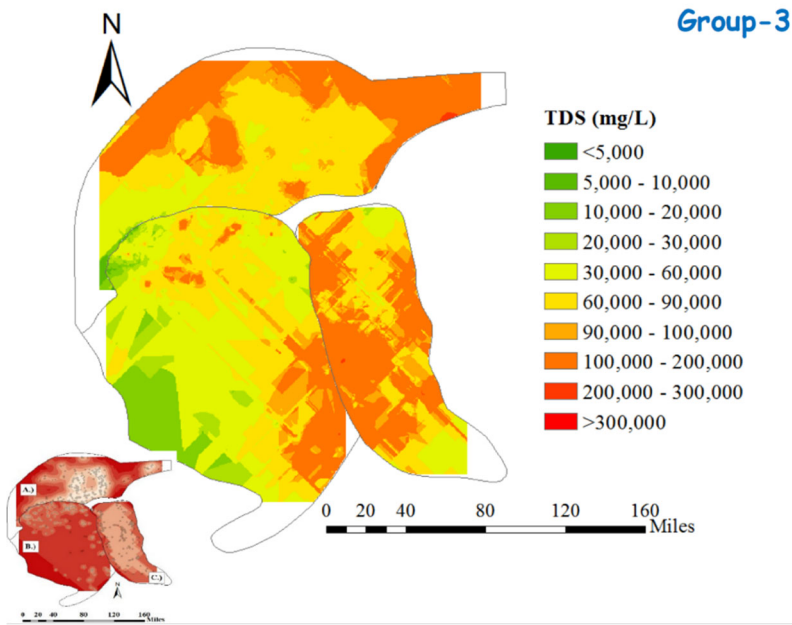 Group-3
N
TDS (mg/L)
<5,000
5,000 - 10,000
10,000 - 20,000
20,000 - 30,000
30,000 - 60,000
60,000 - 90,000
90,000 - 100,000
100,000 - 200,000
200,000 - 300,000
>300,000
0 20 40 80 120 160
Miles
A.)
B.)
C.)
N
0 20 40 80 120 160
Miles